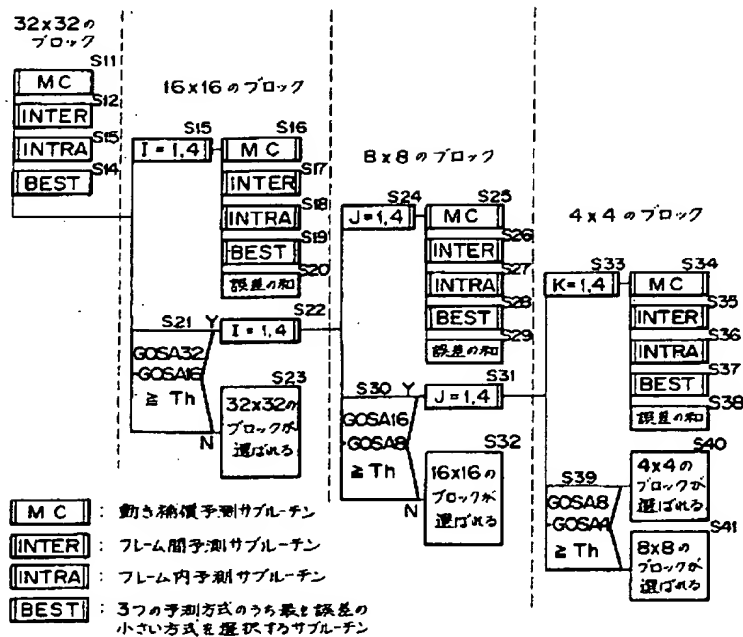 32x32の
ブロック
S11
MC
S12
INTER
S15
INTRA
S14
BEST
16x16のブロック
S15
I=1,4
S16
MC
S17
INTER
S18
INTRA
S19
BEST
S20
誤差の和
S21
Y
GOSA32
-GOSA16
≧ Th
N
S22
I=1,4
S23
32x32の
ブロックが
選ばれる
8x8のブロック
S24
J=1,4
S25
MC
S26
INTER
S27
INTRA
S28
BEST
S29
誤差の和
S30
Y
GOSA16
-GOSA8
≧ Th
N
S31
J=1,4
S32
16x16の
ブロックが
選ばれる
4x4のブロック
S33
K=1,4
S34
MC
S35
INTER
S36
INTRA
S37
BEST
S38
誤差の和
S39
GOSA8
-GOSA4
≧ Th
S40
4x4の
ブロックが
選ばれる
S41
8x8の
ブロックが
選ばれる
MC : 動き補償予測サブルーチン
INTER : フレーム間予測サブルーチン
INTRA : フレーム内予測サブルーチン
BEST : 3つの予測方式のうち最も誤差の
小さい方式を選択するサブルーチン